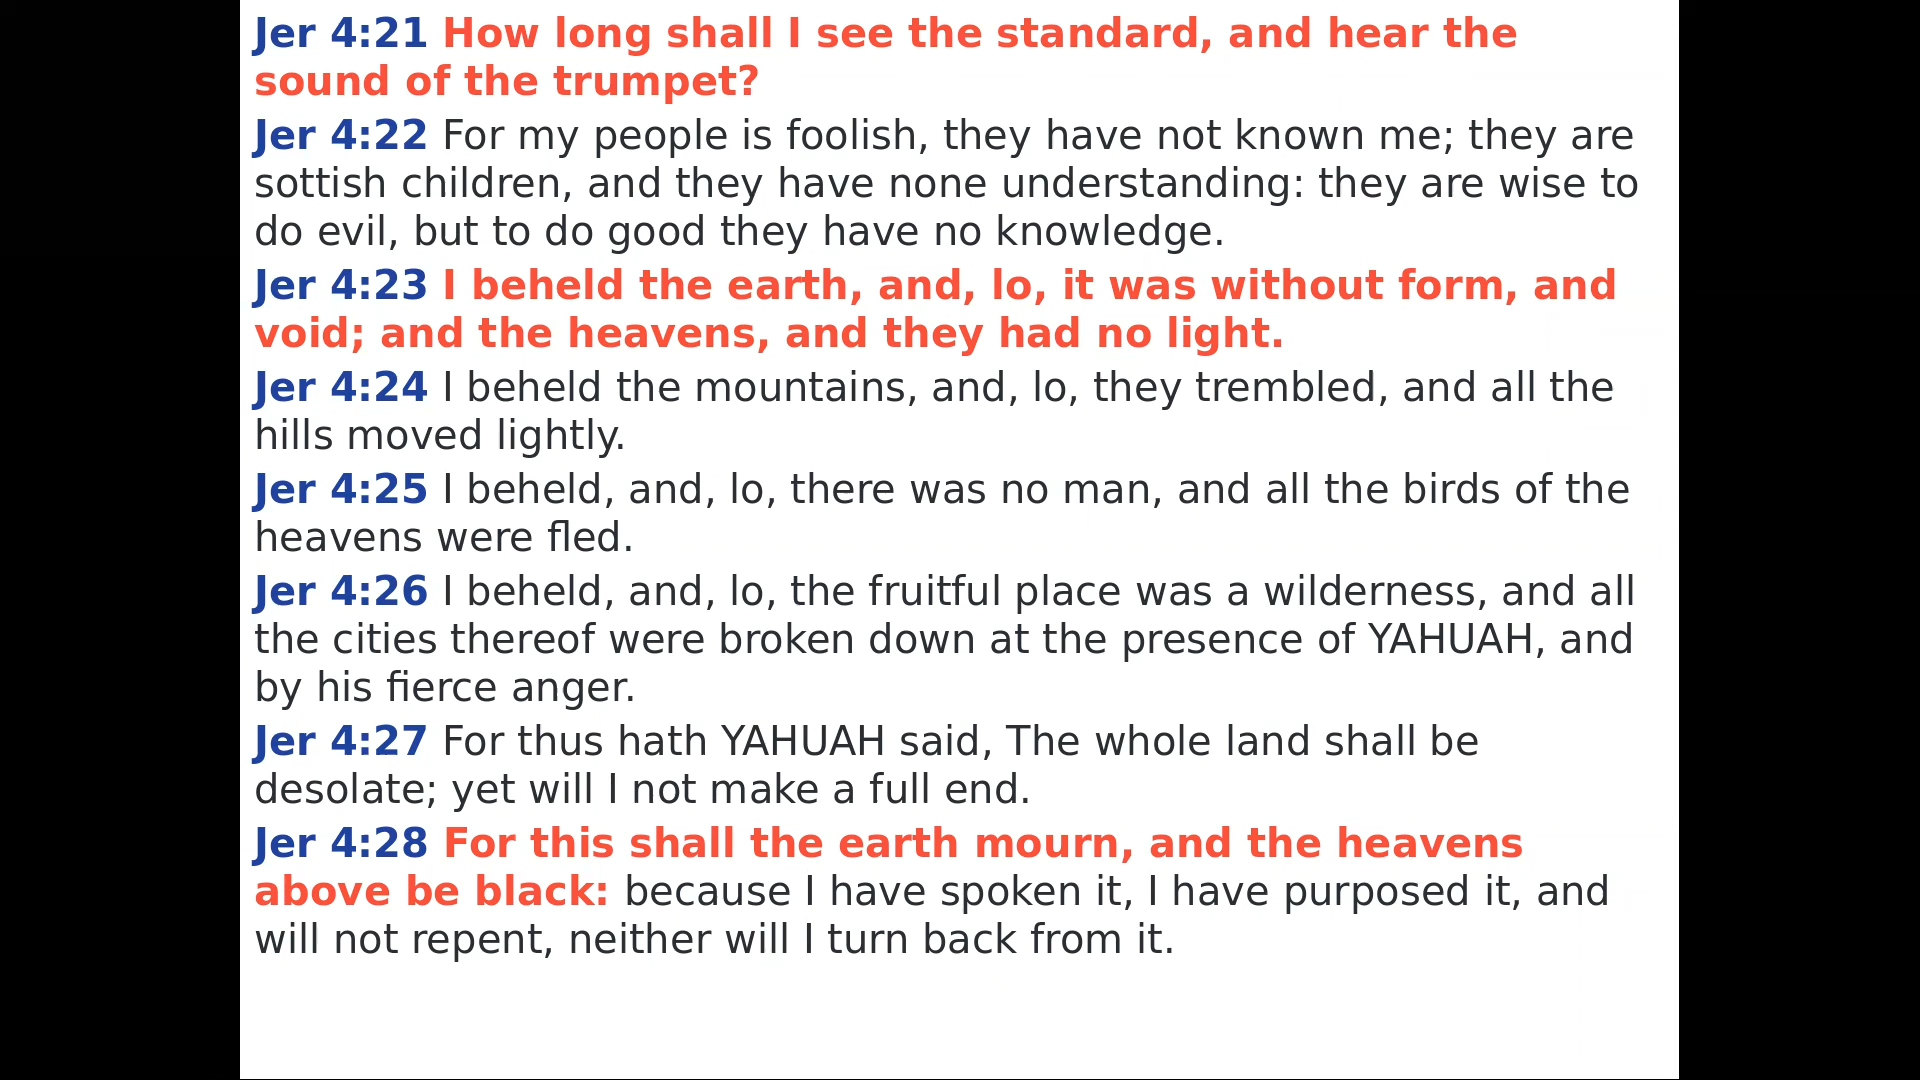 Jer 4:21 How long shall I see the standard, and hear the
sound of the trumpet?
Jer 4:22 For my people is foolish, they have not known me; they are
sottish children, and they have none understanding: they are wise to
do evil, but to do good they have no knowledge.
Jer 4:23 I beheld the earth, and, lo, it was without form, and
void; and the heavens, and they had no light.
Jer 4:24 I beheld the mountains, and, lo, they trembled, and all the
hills moved lightly.
Jer 4:25 I beheld, and, lo, there was no man, and all the birds of the
heavens were fled.
Jer 4:26 I beheld, and, lo, the fruitful place was a wilderness, and all
the cities thereof were broken down at the presence of YAHUAH, and
by his fierce anger.
Jer 4:27 For thus hath YAHUAH said, The whole land shall be
desolate; yet will I not make a full end.
Jer 4:28 For this shall the earth mourn, and the heavens
above be black: because I have spoken it, I have purposed it, and
will not repent, neither will I turn back from it.